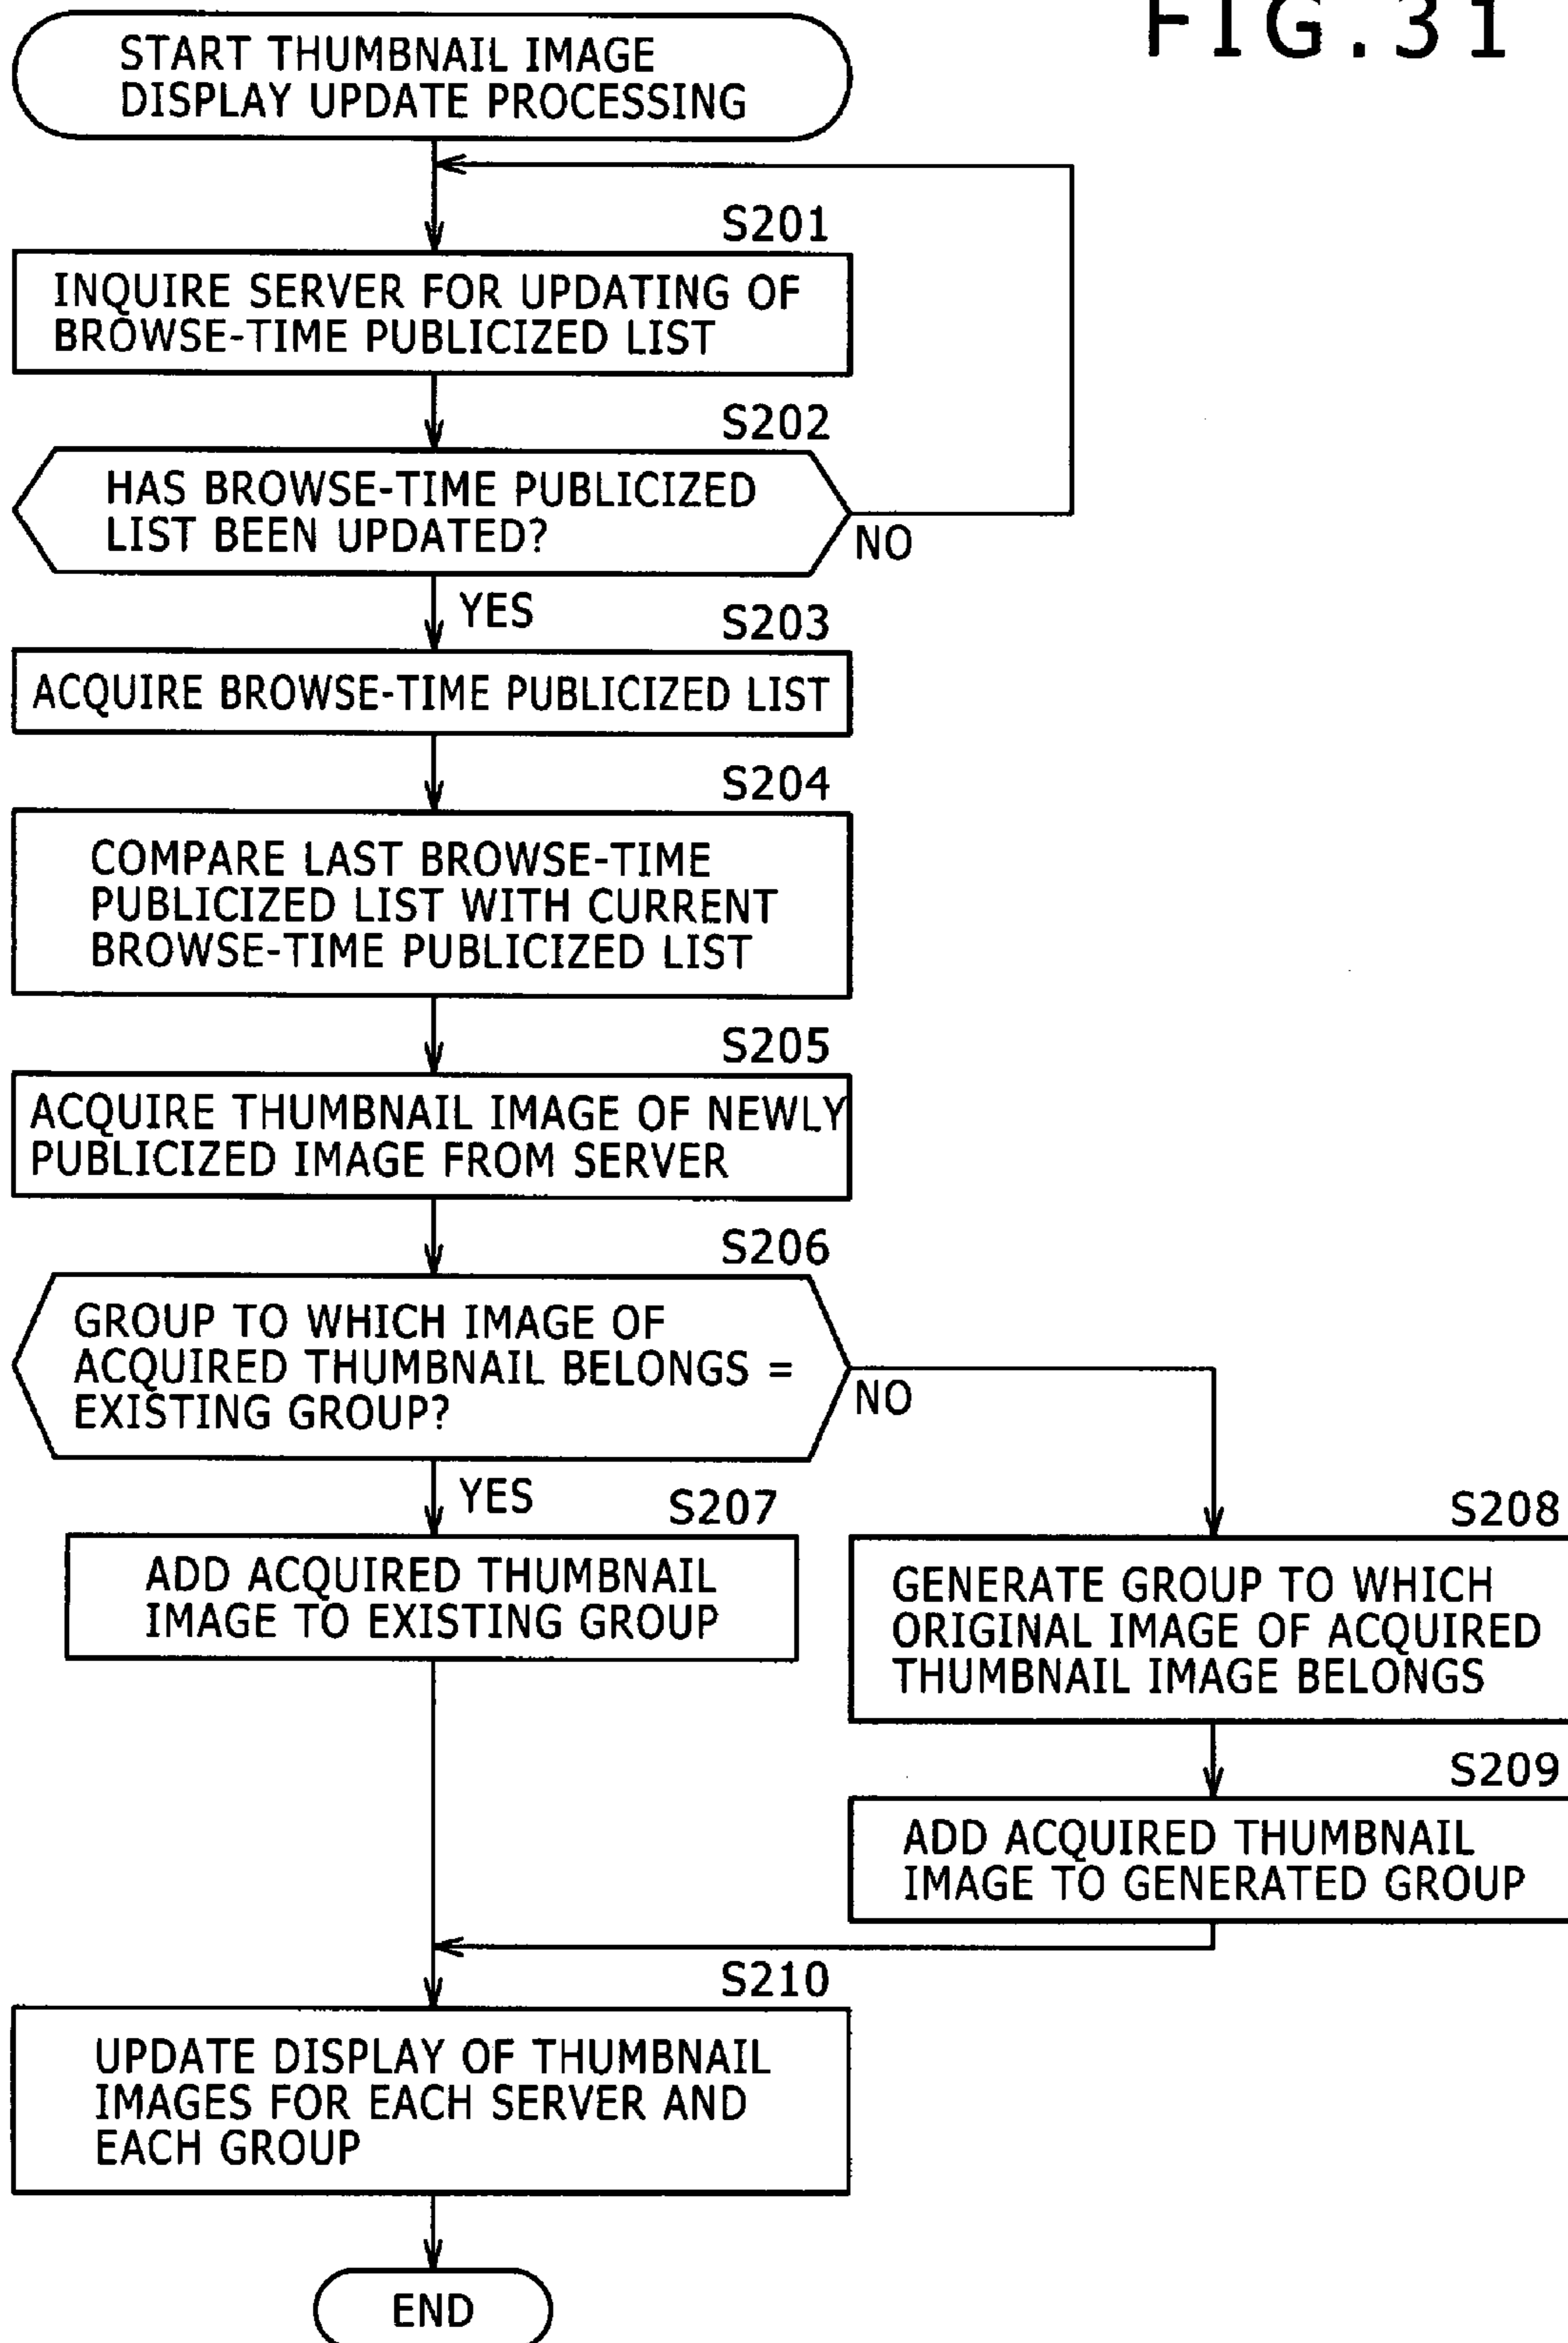 FIG.31
START THUMBNAIL IMAGE
DISPLAY UPDATE PROCESSING
S201
INQUIRE SERVER FOR UPDATING OF
BROWSE-TIME PUBLICIZED LIST
S202
HAS BROWSE-TIME PUBLICIZED
LIST BEEN UPDATED?
NO
YES
S203
ACQUIRE BROWSE-TIME PUBLICIZED LIST
S204
COMPARE LAST BROWSE-TIME
PUBLICIZED LIST WITH CURRENT
BROWSE-TIME PUBLICIZED LIST
S205
ACQUIRE THUMBNAIL IMAGE OF NEWLY
PUBLICIZED IMAGE FROM SERVER
S206
GROUP TO WHICH IMAGE OF
ACQUIRED THUMBNAIL BELONGS =
EXISTING GROUP?
NO
YES
S207
ADD ACQUIRED THUMBNAIL
IMAGE TO EXISTING GROUP
S208
GENERATE GROUP TO WHICH
ORIGINAL IMAGE OF ACQUIRED
THUMBNAIL IMAGE BELONGS
S209
ADD ACQUIRED THUMBNAIL
IMAGE TO GENERATED GROUP
S210
UPDATE DISPLAY OF THUMBNAIL
IMAGES FOR EACH SERVER AND
EACH GROUP
END